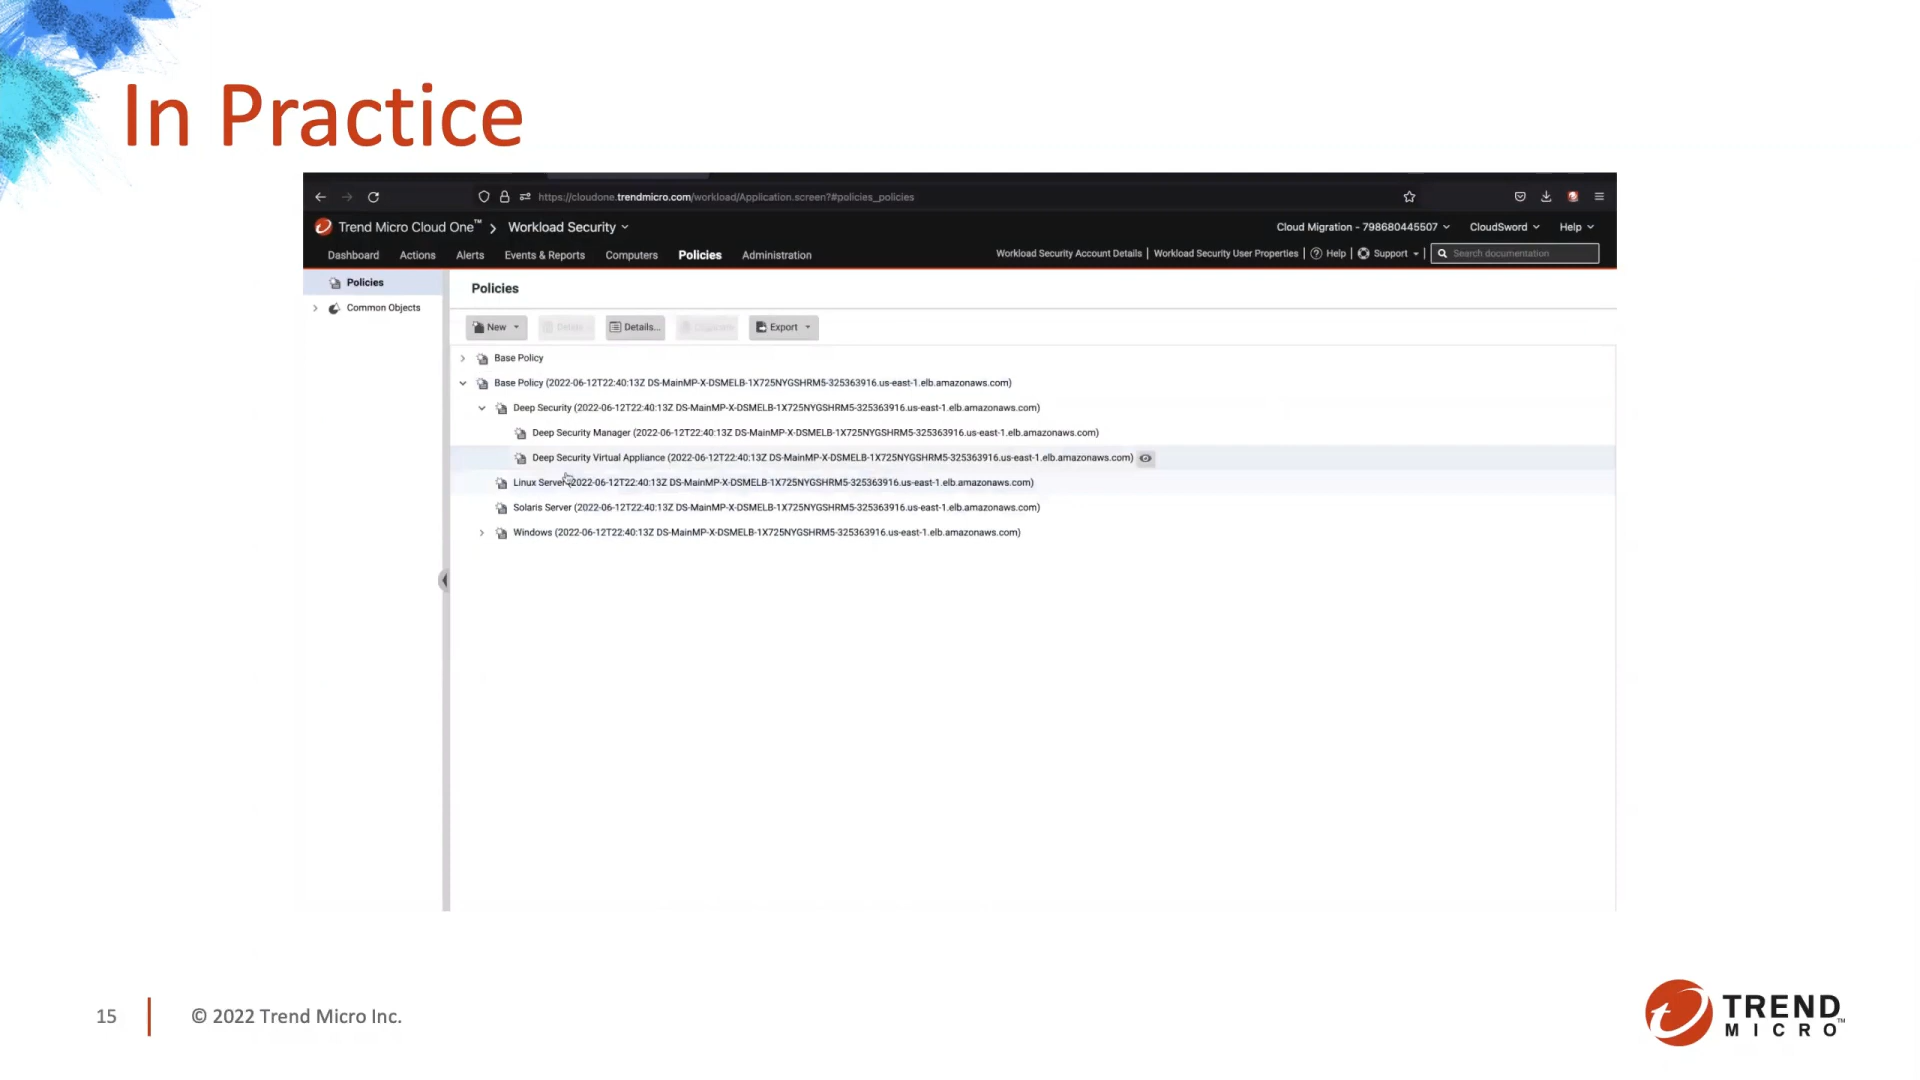 In Practice
https://cloudone.trendmicro.com/workload/Application.screen?#policies_policies
Trend Micro Cloud One™ Workload Security Cloud Migration - 798680445507 CloudSword Help
Dashboard Actions Alerts Events & Reports Computers Policies Administration Workload Security Account Details | Workload Security User Properties | Help | Support | Search documentation
Policies
Common Objects
Policies
New Details... Export
Base Policy
Base Policy (2022-06-12T22:40:13Z DS-MainMP-X-DSMELB-1X725NYGSHRM5-325363916.us-east-1.elb.amazonaws.com)
Deep Security (2022-06-12T22:40:13Z DS-MainMP-X-DSMELB-1X725NYGSHRM5-325363916.us-east-1.elb.amazonaws.com)
Deep Security Manager (2022-06-12T22:40:13Z DS-MainMP-X-DSMELB-1X725NYGSHRM5-325363916.us-east-1.elb.amazonaws.com)
Deep Security Virtual Appliance (2022-06-12T22:40:13Z DS-MainMP-X-DSMELB-1X725NYGSHRM5-325363916.us-east-1.elb.amazonaws.com)
Linux Server (2022-06-12T22:40:13Z DS-MainMP-X-DSMELB-1X725NYGSHRM5-325363916.us-east-1.elb.amazonaws.com)
Solaris Server (2022-06-12T22:40:13Z DS-MainMP-X-DSMELB-1X725NYGSHRM5-325363916.us-east-1.elb.amazonaws.com)
Windows (2022-06-12T22:40:13Z DS-MainMP-X-DSMELB-1X725NYGSHRM5-325363916.us-east-1.elb.amazonaws.com)
15
© 2022 Trend Micro Inc.
TREND
MICRO™